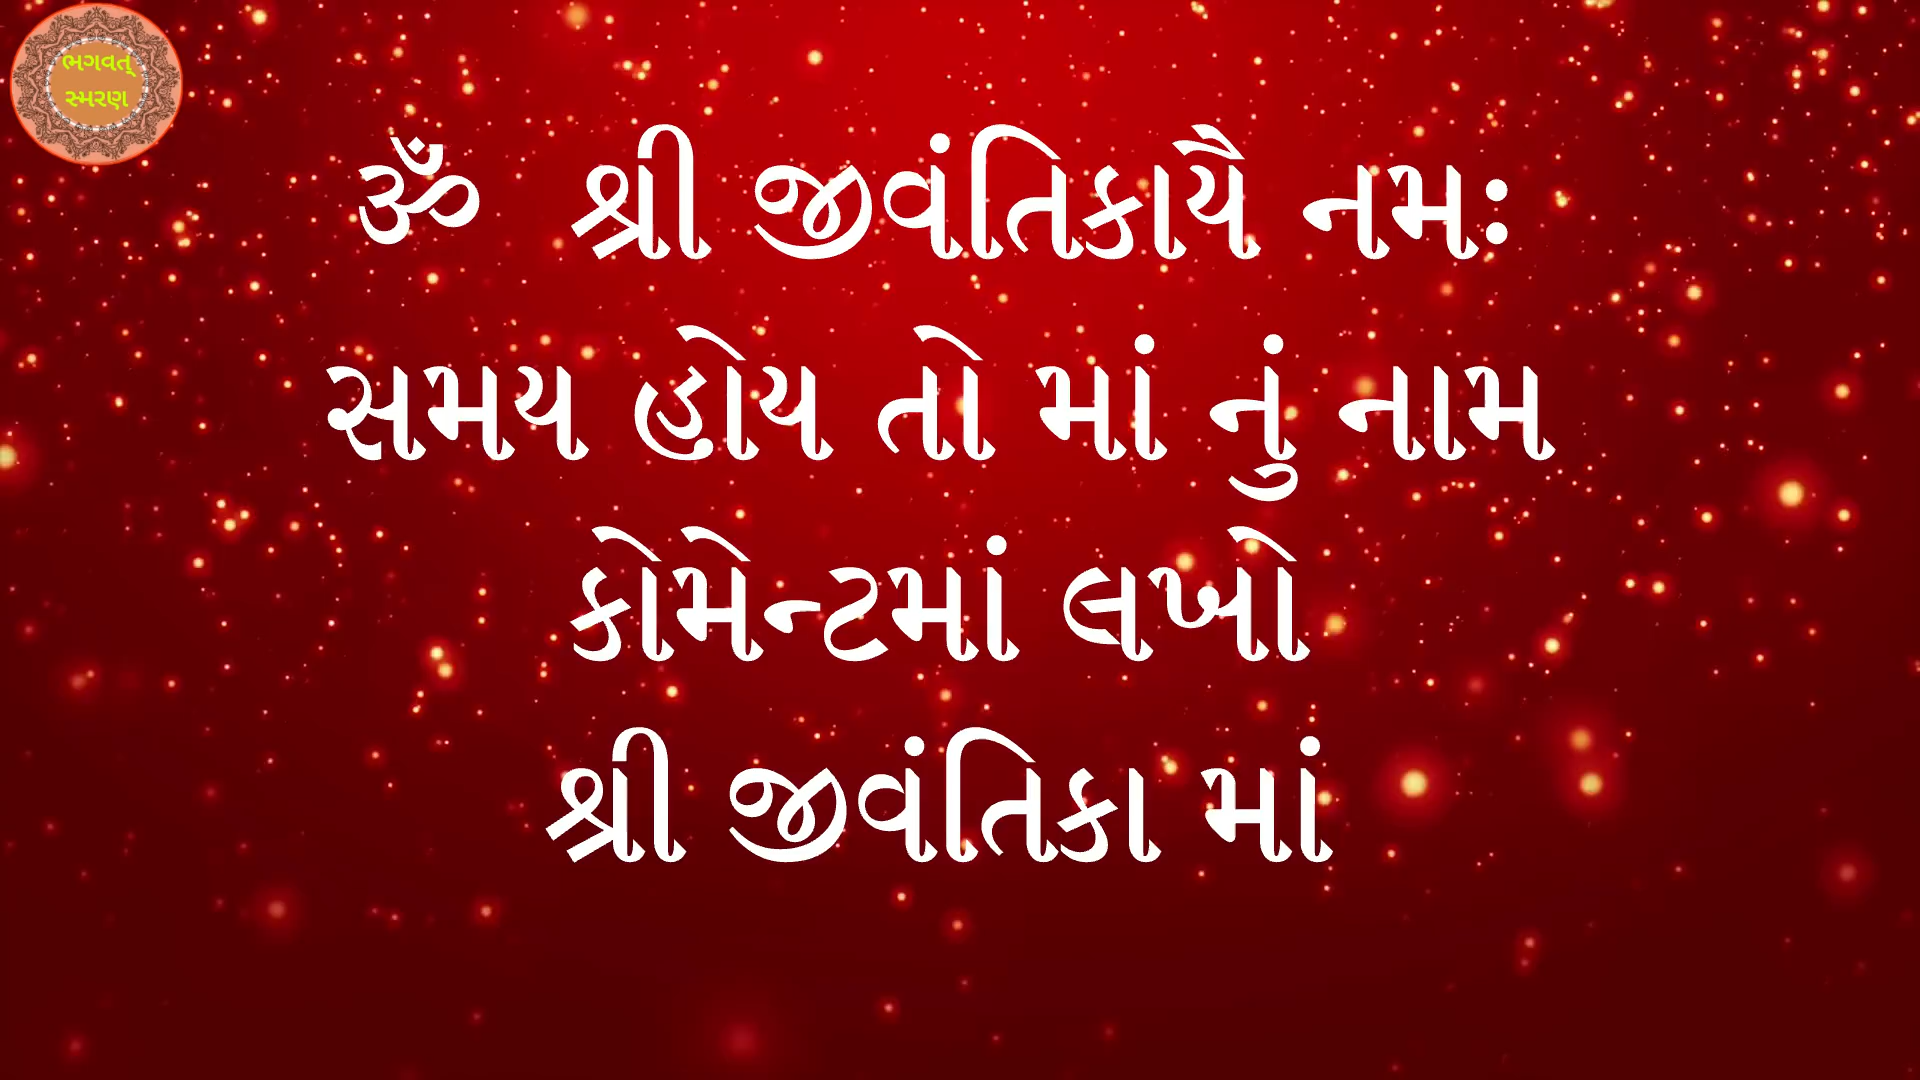 ભગવત્
સ્મરણ
ૐ શ્રી જીવંતિકાયૈ નમઃ
સમય હોય તો માં નું નામ
કોમેન્ટમાં લખો
શ્રી જીવંતિકા માં